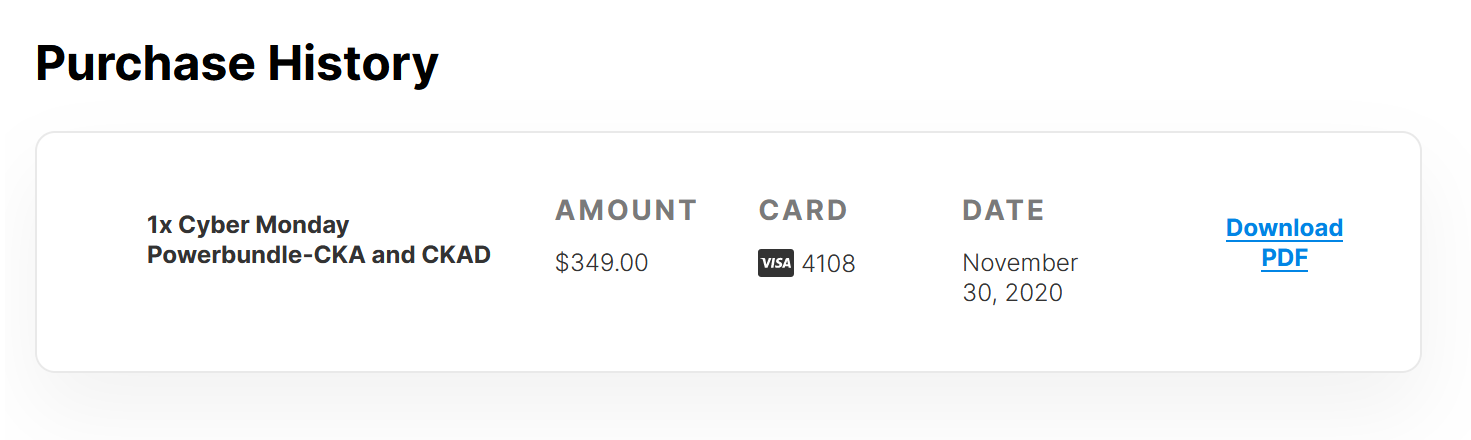 Purchase History
1x Cyber Monday
Powerbundle-CKA and CKAD
AMOUNT
$349.00
CARD
VISA 4108
DATE
November
30, 2020
Download
PDF